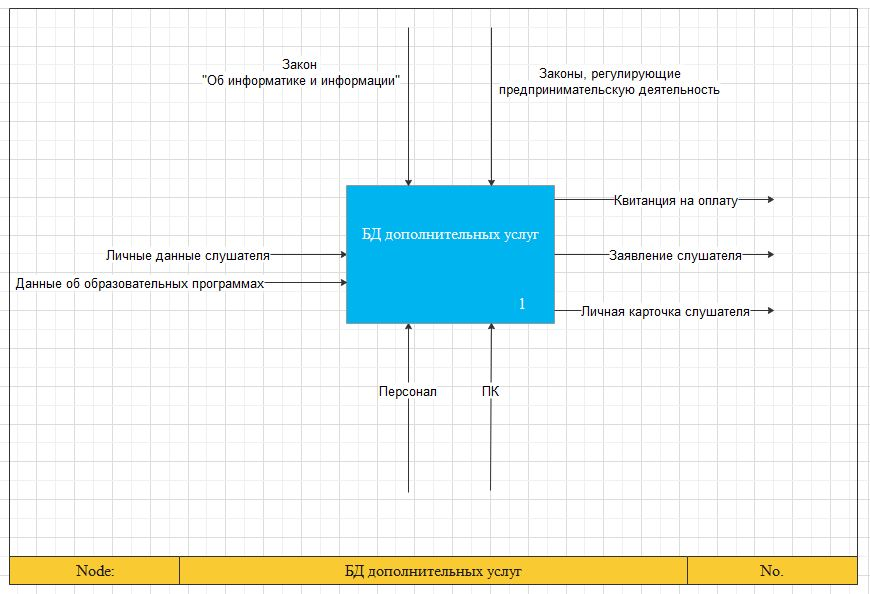 Закон
"Об информатике и информации"
Законы, регулирующие
предпринимательскую деятельность
Квитанция на оплату
БД дополнительных услуг
Личные данные слушателя
Заявление слушателя
Данные об образовательных программах
1
Личная карточка слушателя
Персонал
ПК
Node:
БД дополнительных услуг
No.